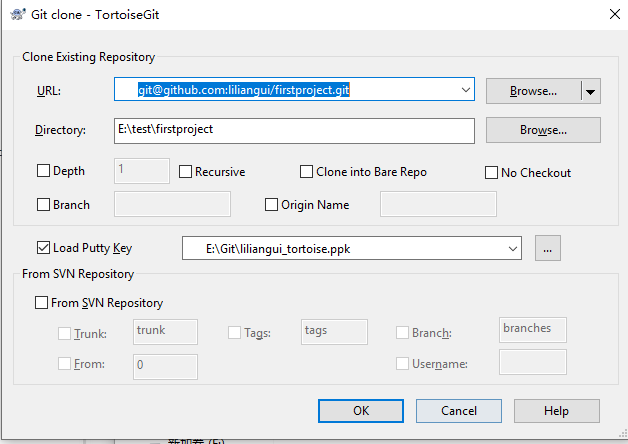 Git clone - TortoiseGit
Clone Existing Repository
URL: git@github.com:liliangui/firstproject.git Browse...
Directory: E:\test\firstproject Browse...
Depth 1 Recursive Clone into Bare Repo No Checkout
Branch Origin Name
Load Putty Key E:\Git\liliangui_tortoise.ppk ...
From SVN Repository
From SVN Repository
Trunk: trunk Tags: tags Branch: branches
From: 0 Username:
OK Cancel Help